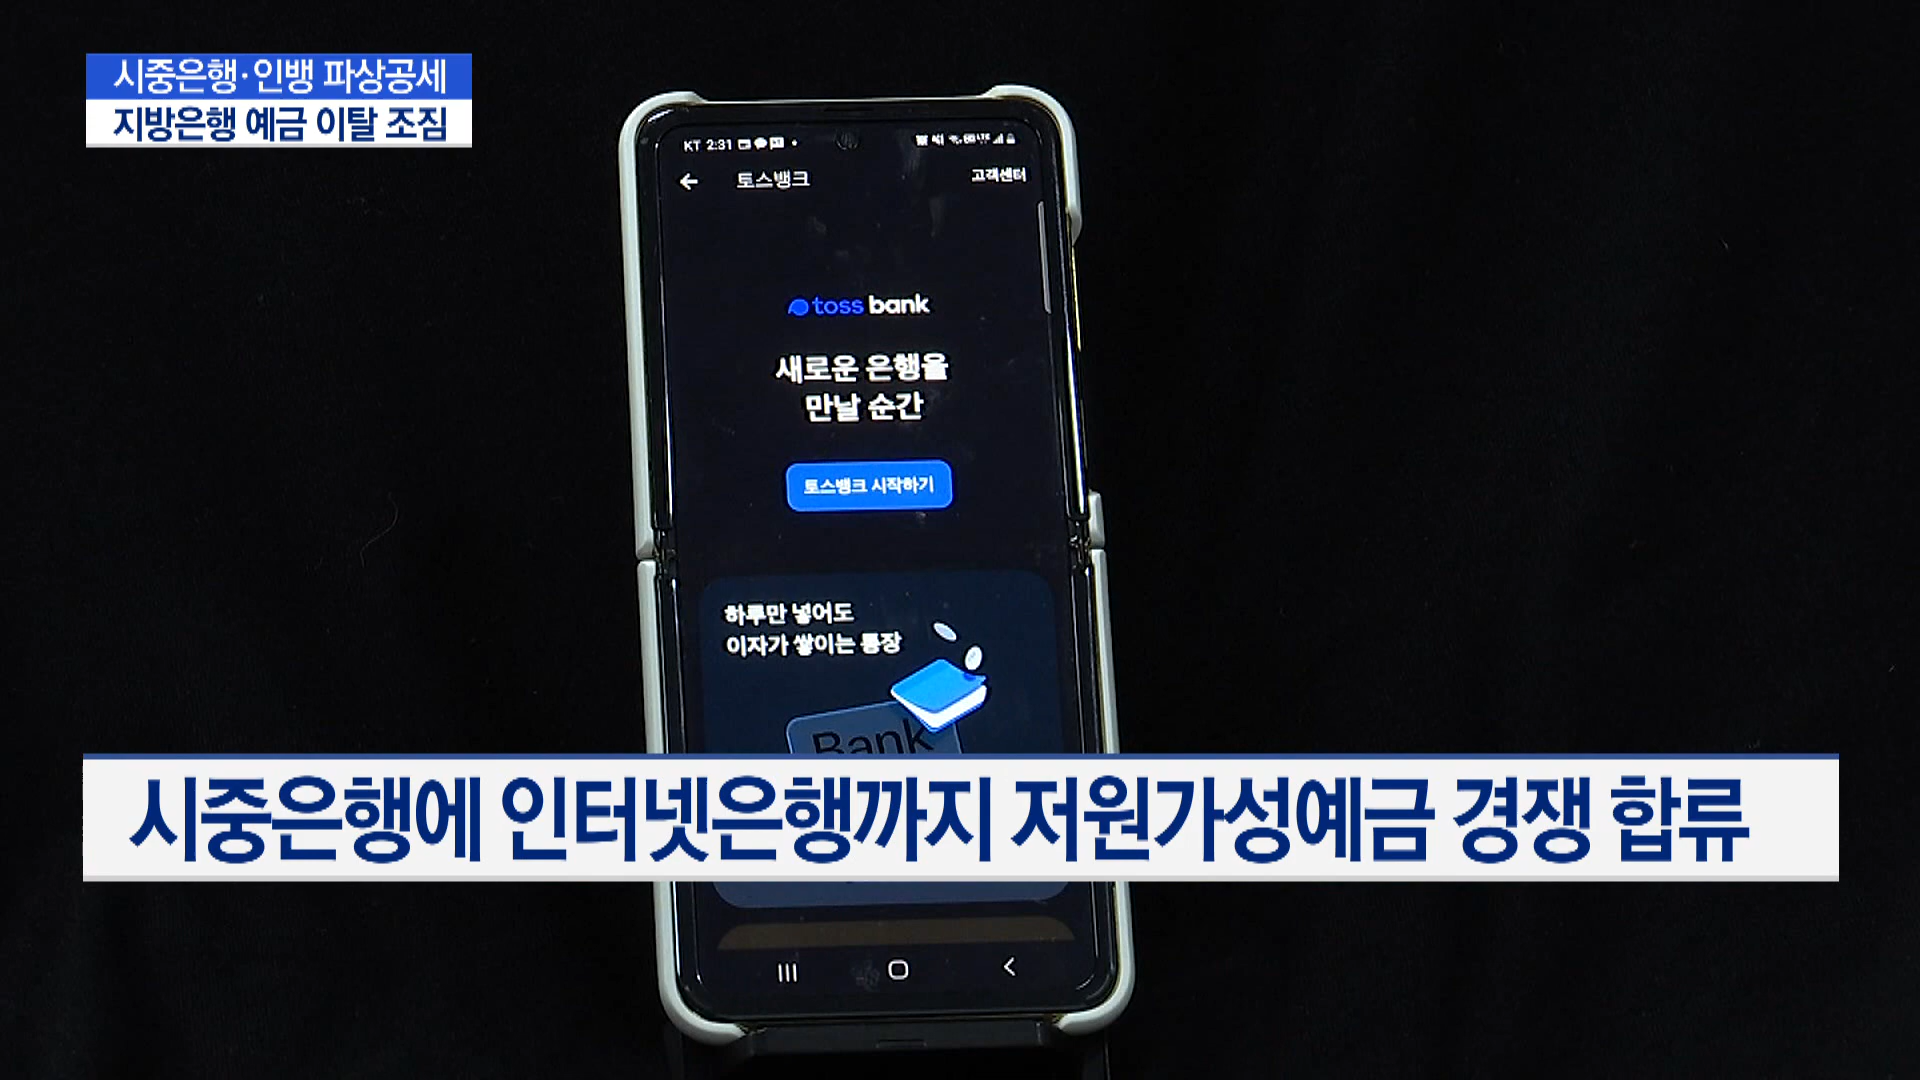 시중은행·인뱅 파상공세
지방은행 예금 이탈 조짐
KT 2:31
토스뱅크
고객센터
toss bank
새로운 은행을
만날 순간
토스뱅크 시작하기
하루만 넣어도
이자가 쌓이는 통장
Bank
시중은행에 인터넷은행까지 저원가성예금 경쟁 합류